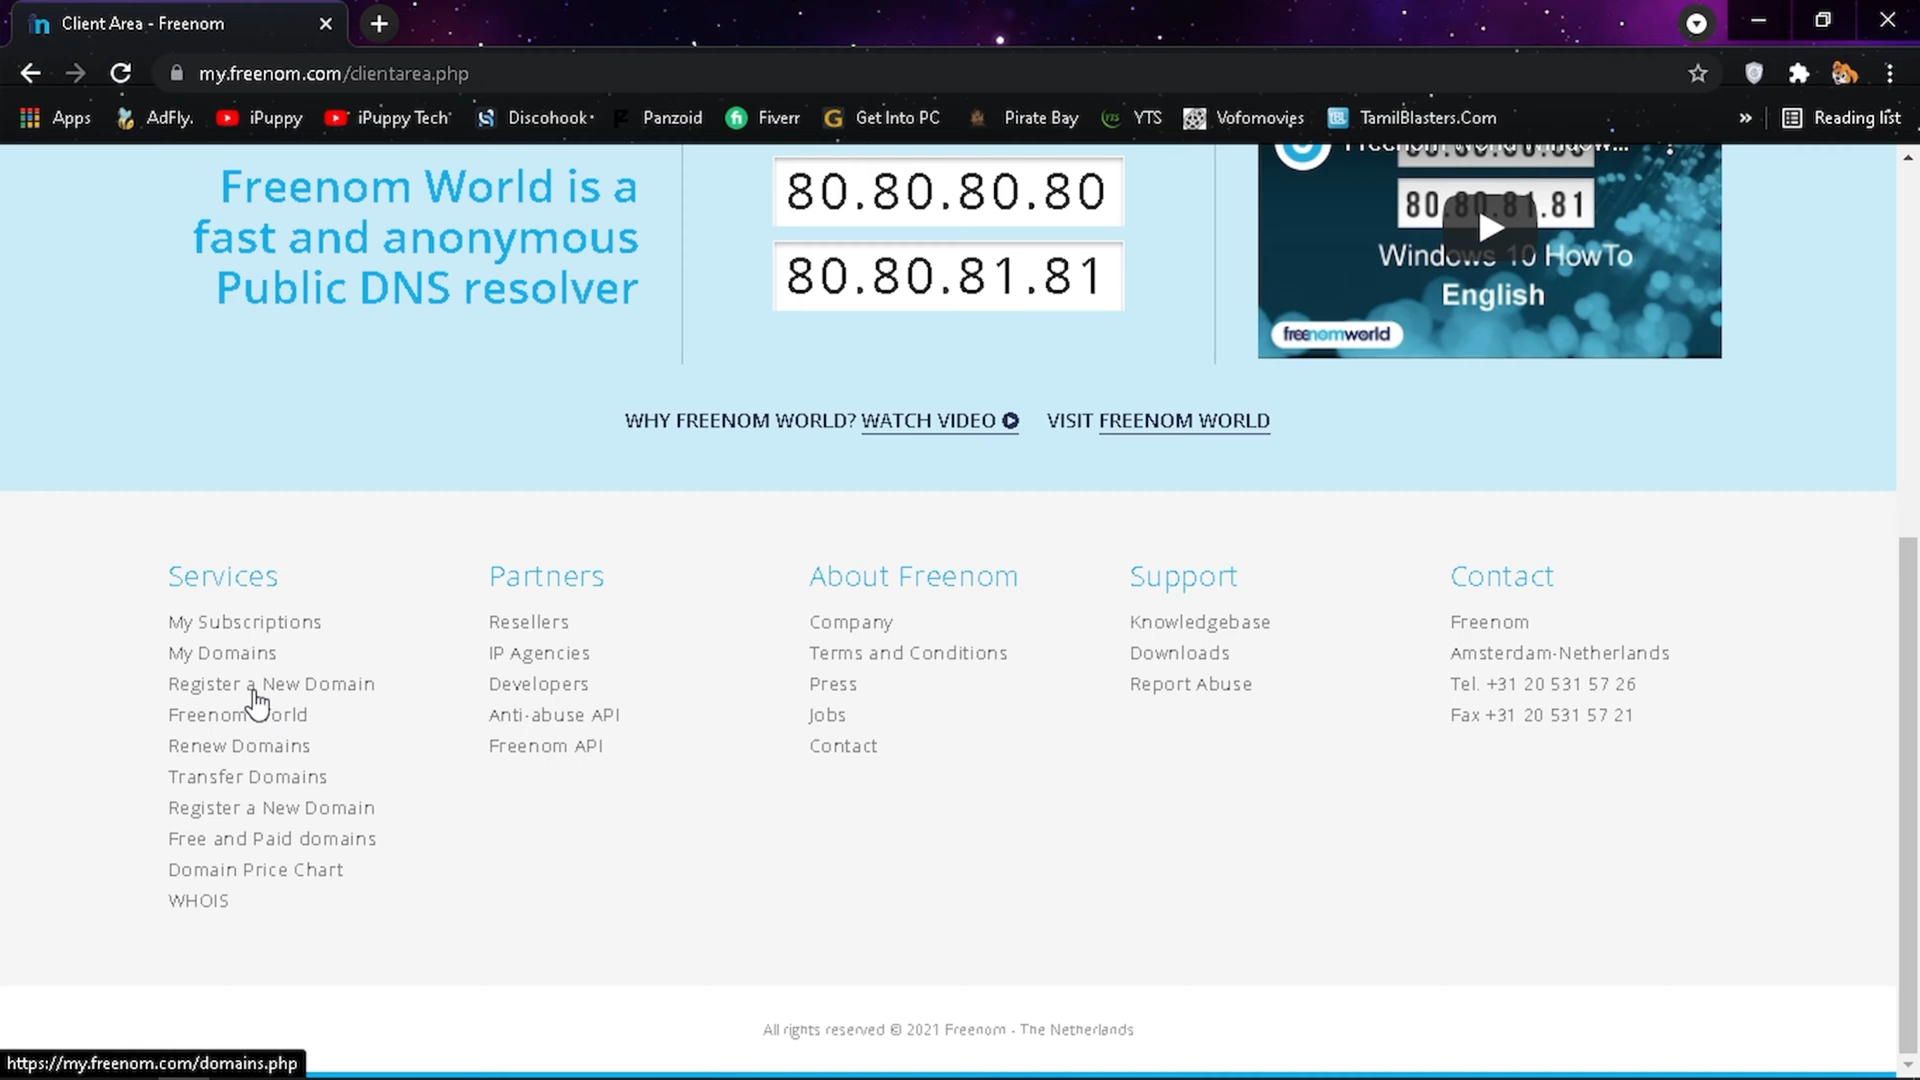 Client Area - Freenom
my.freenom.com/clientarea.php
Apps AdFly. iPuppy iPuppy Tech Discohook Panzoid Fiverr Get Into PC Pirate Bay YTS Vofomovies TamilBlasters.Com » Reading list
Freenom World is a
fast and anonymous
Public DNS resolver
80.80.80.80
80.80.81.81
80.80.81.81
Windows 10 HowTo
English
freenomworld
WHY FREENOM WORLD? WATCH VIDEO VISIT FREENOM WORLD
Services
My Subscriptions
My Domains
Register a New Domain
Freenom World
Renew Domains
Transfer Domains
Register a New Domain
Free and Paid domains
Domain Price Chart
WHOIS
Partners
Resellers
IP Agencies
Developers
Anti-abuse API
Freenom API
About Freenom
Company
Terms and Conditions
Press
Jobs
Contact
Support
Knowledgebase
Downloads
Report Abuse
Contact
Freenom
Amsterdam-Netherlands
Tel. +31 20 531 57 26
Fax +31 20 531 57 21
All rights reserved © 2021 Freenom - The Netherlands
https://my.freenom.com/domains.php